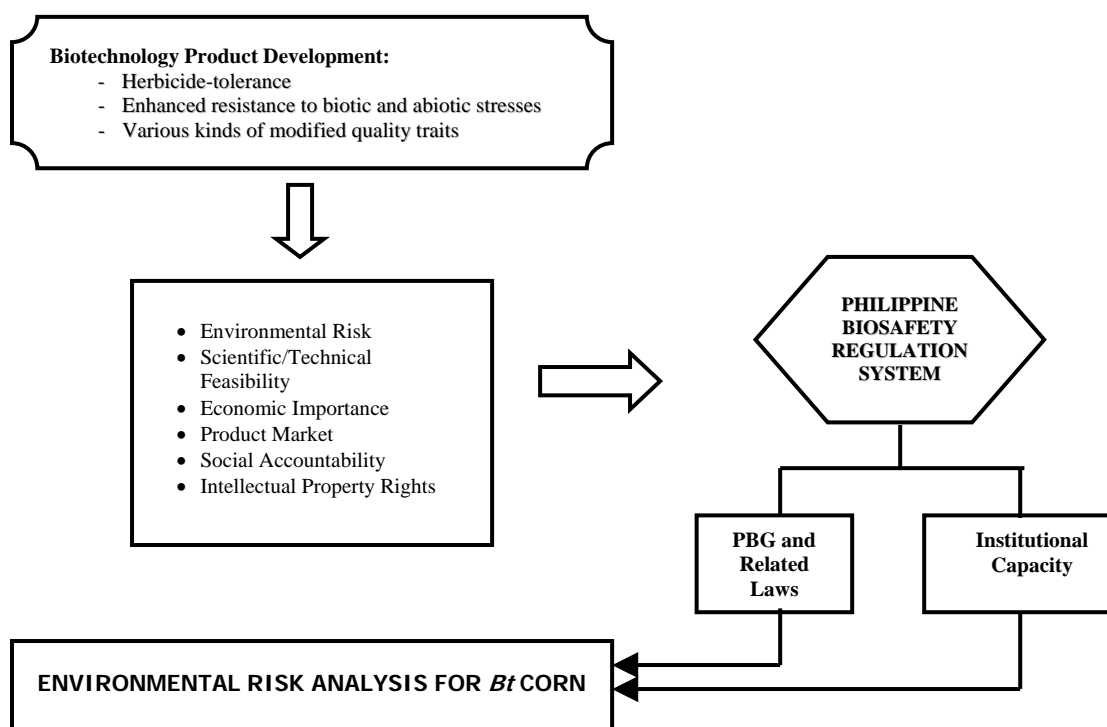 Biotechnology Product Development:
- Herbicide-tolerance
- Enhanced resistance to biotic and abiotic stresses
- Various kinds of modified quality traits
• Environmental Risk
• Scientific/Technical
Feasibility
• Economic Importance
• Product Market
• Social Accountability
• Intellectual Property Rights
PHILIPPINE
BIOSAFETY
REGULATION
SYSTEM
PBG and
Related
Laws
Institutional
Capacity
ENVIRONMENTAL RISK ANALYSIS FOR Bt CORN